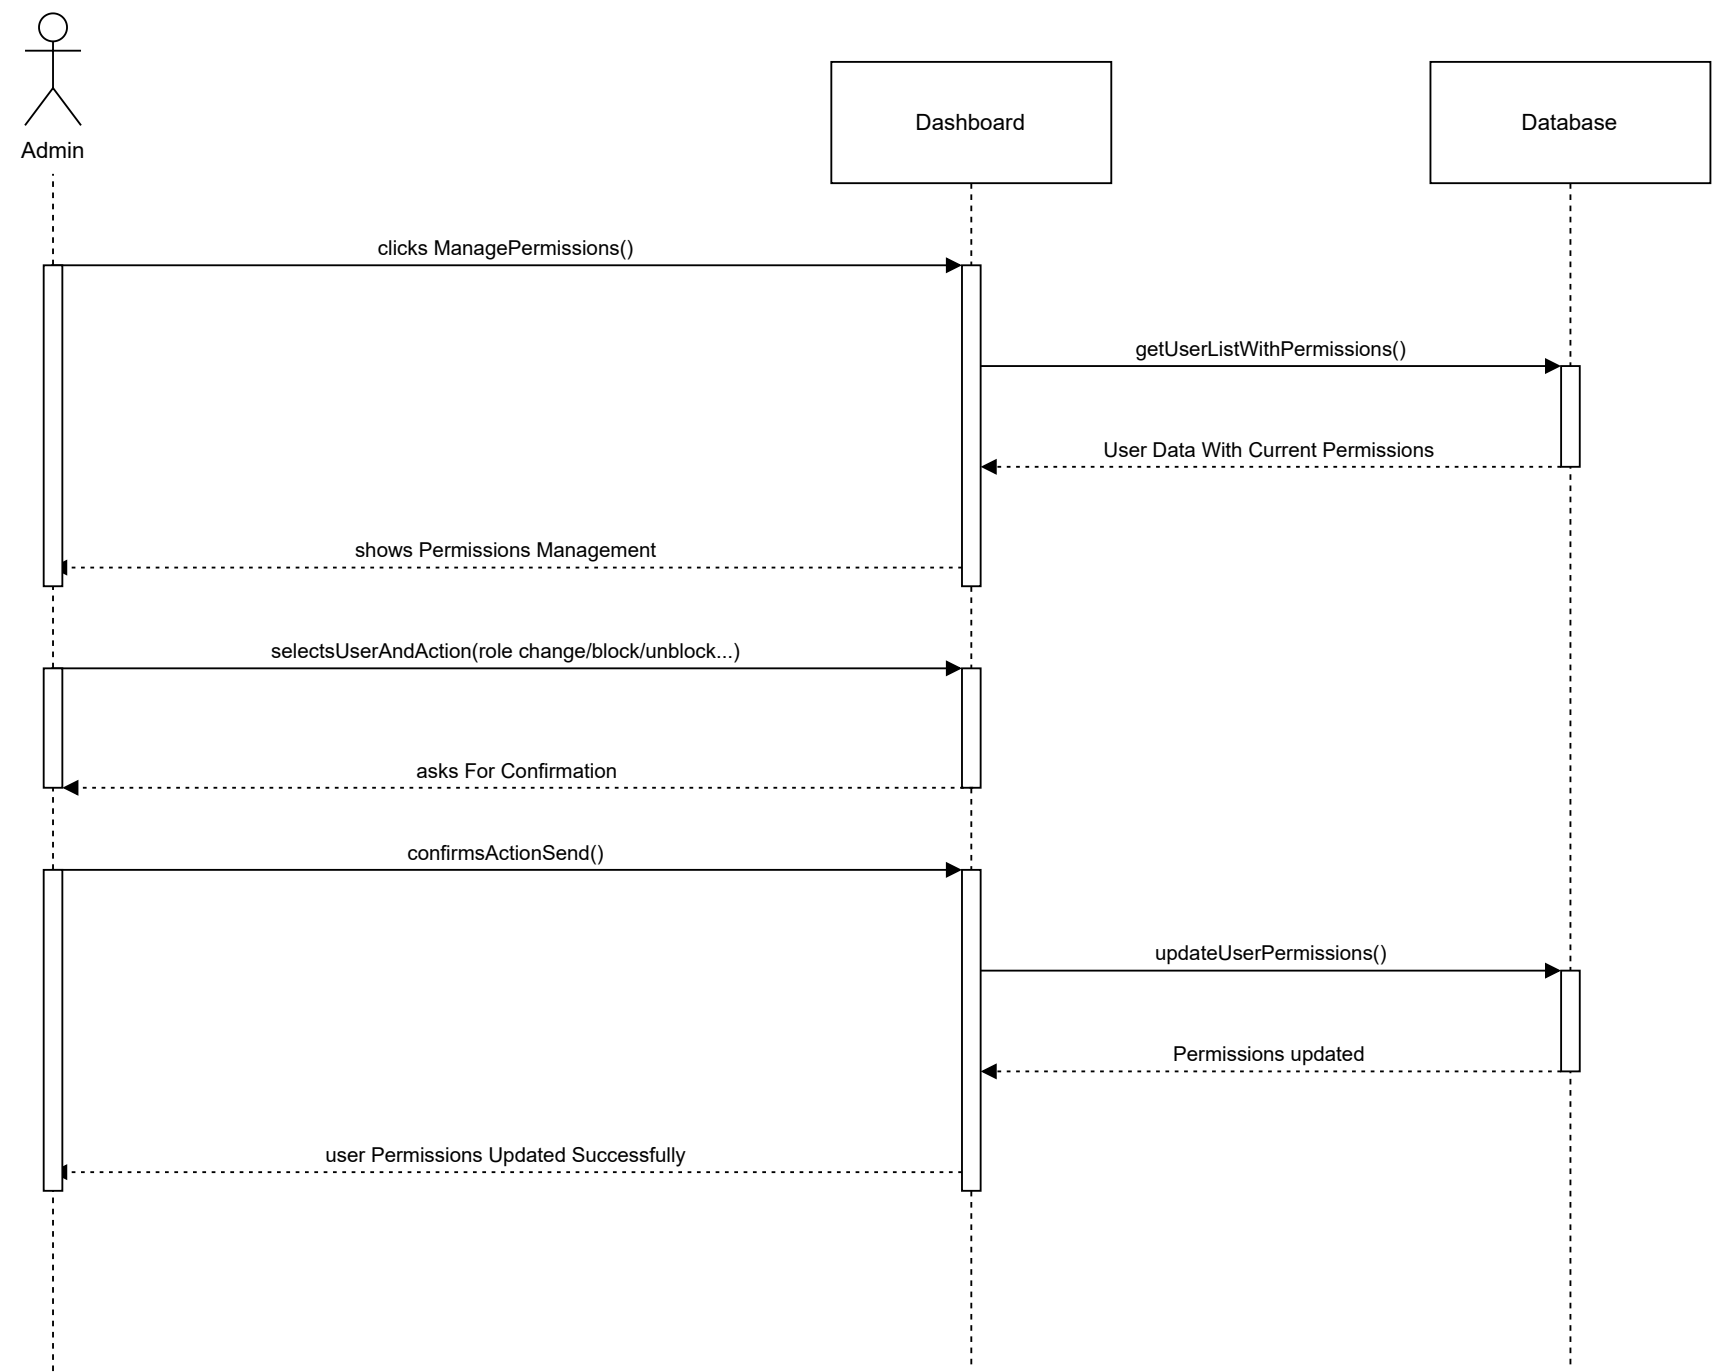 Admin
Dashboard
Database
clicks ManagePermissions()
getUserListWithPermissions()
User Data With Current Permissions
shows Permissions Management
selectsUserAndAction(role change/block/unblock...)
asks For Confirmation
confirmsActionSend()
updateUserPermissions()
Permissions updated
user Permissions Updated Successfully